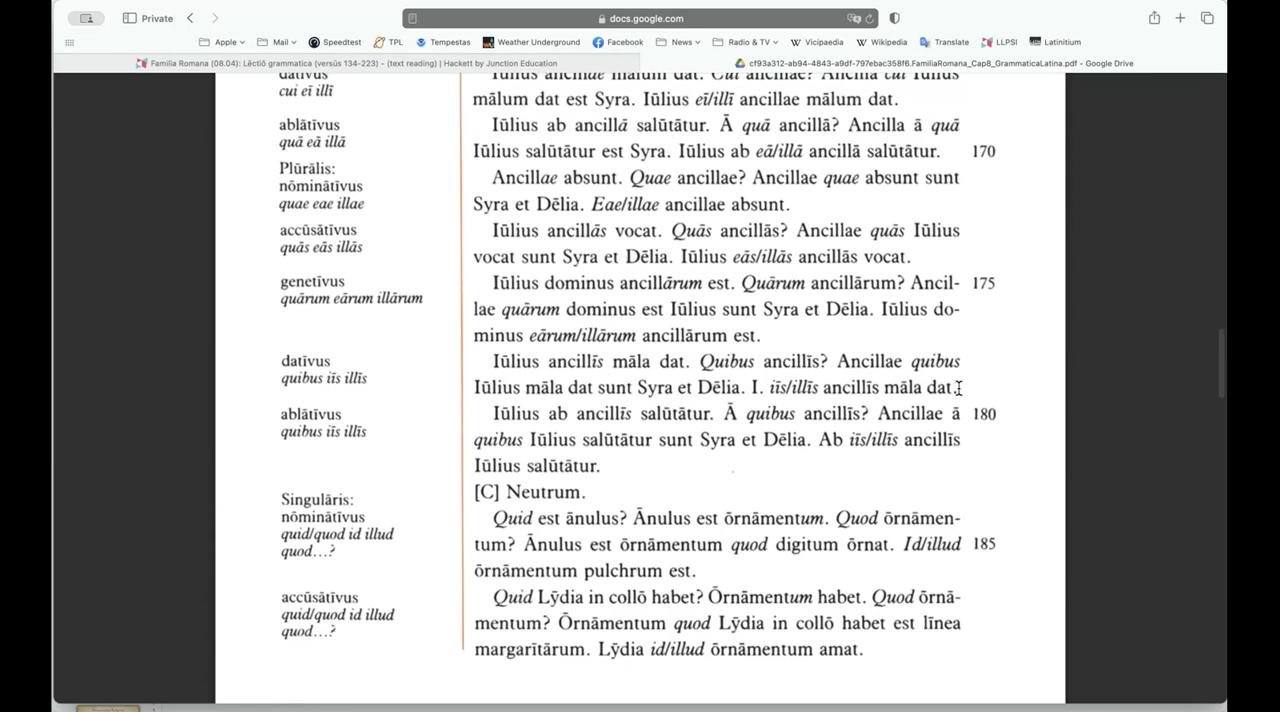 Private
docs.google.com
Apple
Mail
Speedtest
TPL
Tempestas
Weather Underground
Facebook
News
Radio & TV
Vicipaedia
Wikipedia
Translate
LLPSI
Latinitium
Familia Romana (08.04): Lēctiō grammatica (versūs 134-223) - (text reading) | Hackett by Junction Education
cf93a312-ab94-4843-a9df-797ebac358f6.FamiliaRomana_Cap8_GrammaticaLatina.pdf - Google Drive
datīvus
cui eī illī
ablātīvus
quā eā illā
Plūrālis:
nōminātīvus
quae eae illae
accūsātīvus
quās eās illās
genetīvus
quārum eārum illārum
datīvus
quibus iīs illīs
ablātīvus
quibus iīs illīs
Singulāris:
nōminātīvus
quid/quod id illud
quod...?
accūsātīvus
quid/quod id illud
quod...?
Iūlius ancillae mālum dat. Cui ancillae? Ancilla cui Iūlius
mālum dat est Syra. Iūlius eī/illī ancillae mālum dat.
Iūlius ab ancillā salūtātur. Ā quā ancillā? Ancilla ā quā
Iūlius salūtātur est Syra. Iūlius ab eā/illā ancillā salūtātur. 170
Ancillae absunt. Quae ancillae? Ancillae quae absunt sunt
Syra et Dēlia. Eae/illae ancillae absunt.
Iūlius ancillās vocat. Quās ancillās? Ancillae quās Iūlius
vocat sunt Syra et Dēlia. Iūlius eās/illās ancillās vocat.
Iūlius dominus ancillārum est. Quārum ancillārum? Ancil- 175
lae quārum dominus est Iūlius sunt Syra et Dēlia. Iūlius do-
minus eārum/illārum ancillārum est.
Iūlius ancillīs māla dat. Quibus ancillīs? Ancillae quibus
Iūlius māla dat sunt Syra et Dēlia. I. iīs/illīs ancillīs māla dat.
Iūlius ab ancillīs salūtātur. Ā quibus ancillīs? Ancillae ā 180
quibus Iūlius salūtātur sunt Syra et Dēlia. Ab iīs/illīs ancillīs
Iūlius salūtātur.
[C] Neutrum.
Quid est ānulus? Ānulus est ōrnāmentum. Quod ōrnāmen-
tum? Ānulus est ōrnāmentum quod digitum ōrnat. Id/illud 185
ōrnāmentum pulchrum est.
Quid Lȳdia in collō habet? Ōrnāmentum habet. Quod ōrnā-
mentum? Ōrnāmentum quod Lȳdia in collō habet est līnea
margarītārum. Lȳdia id/illud ōrnāmentum amat.